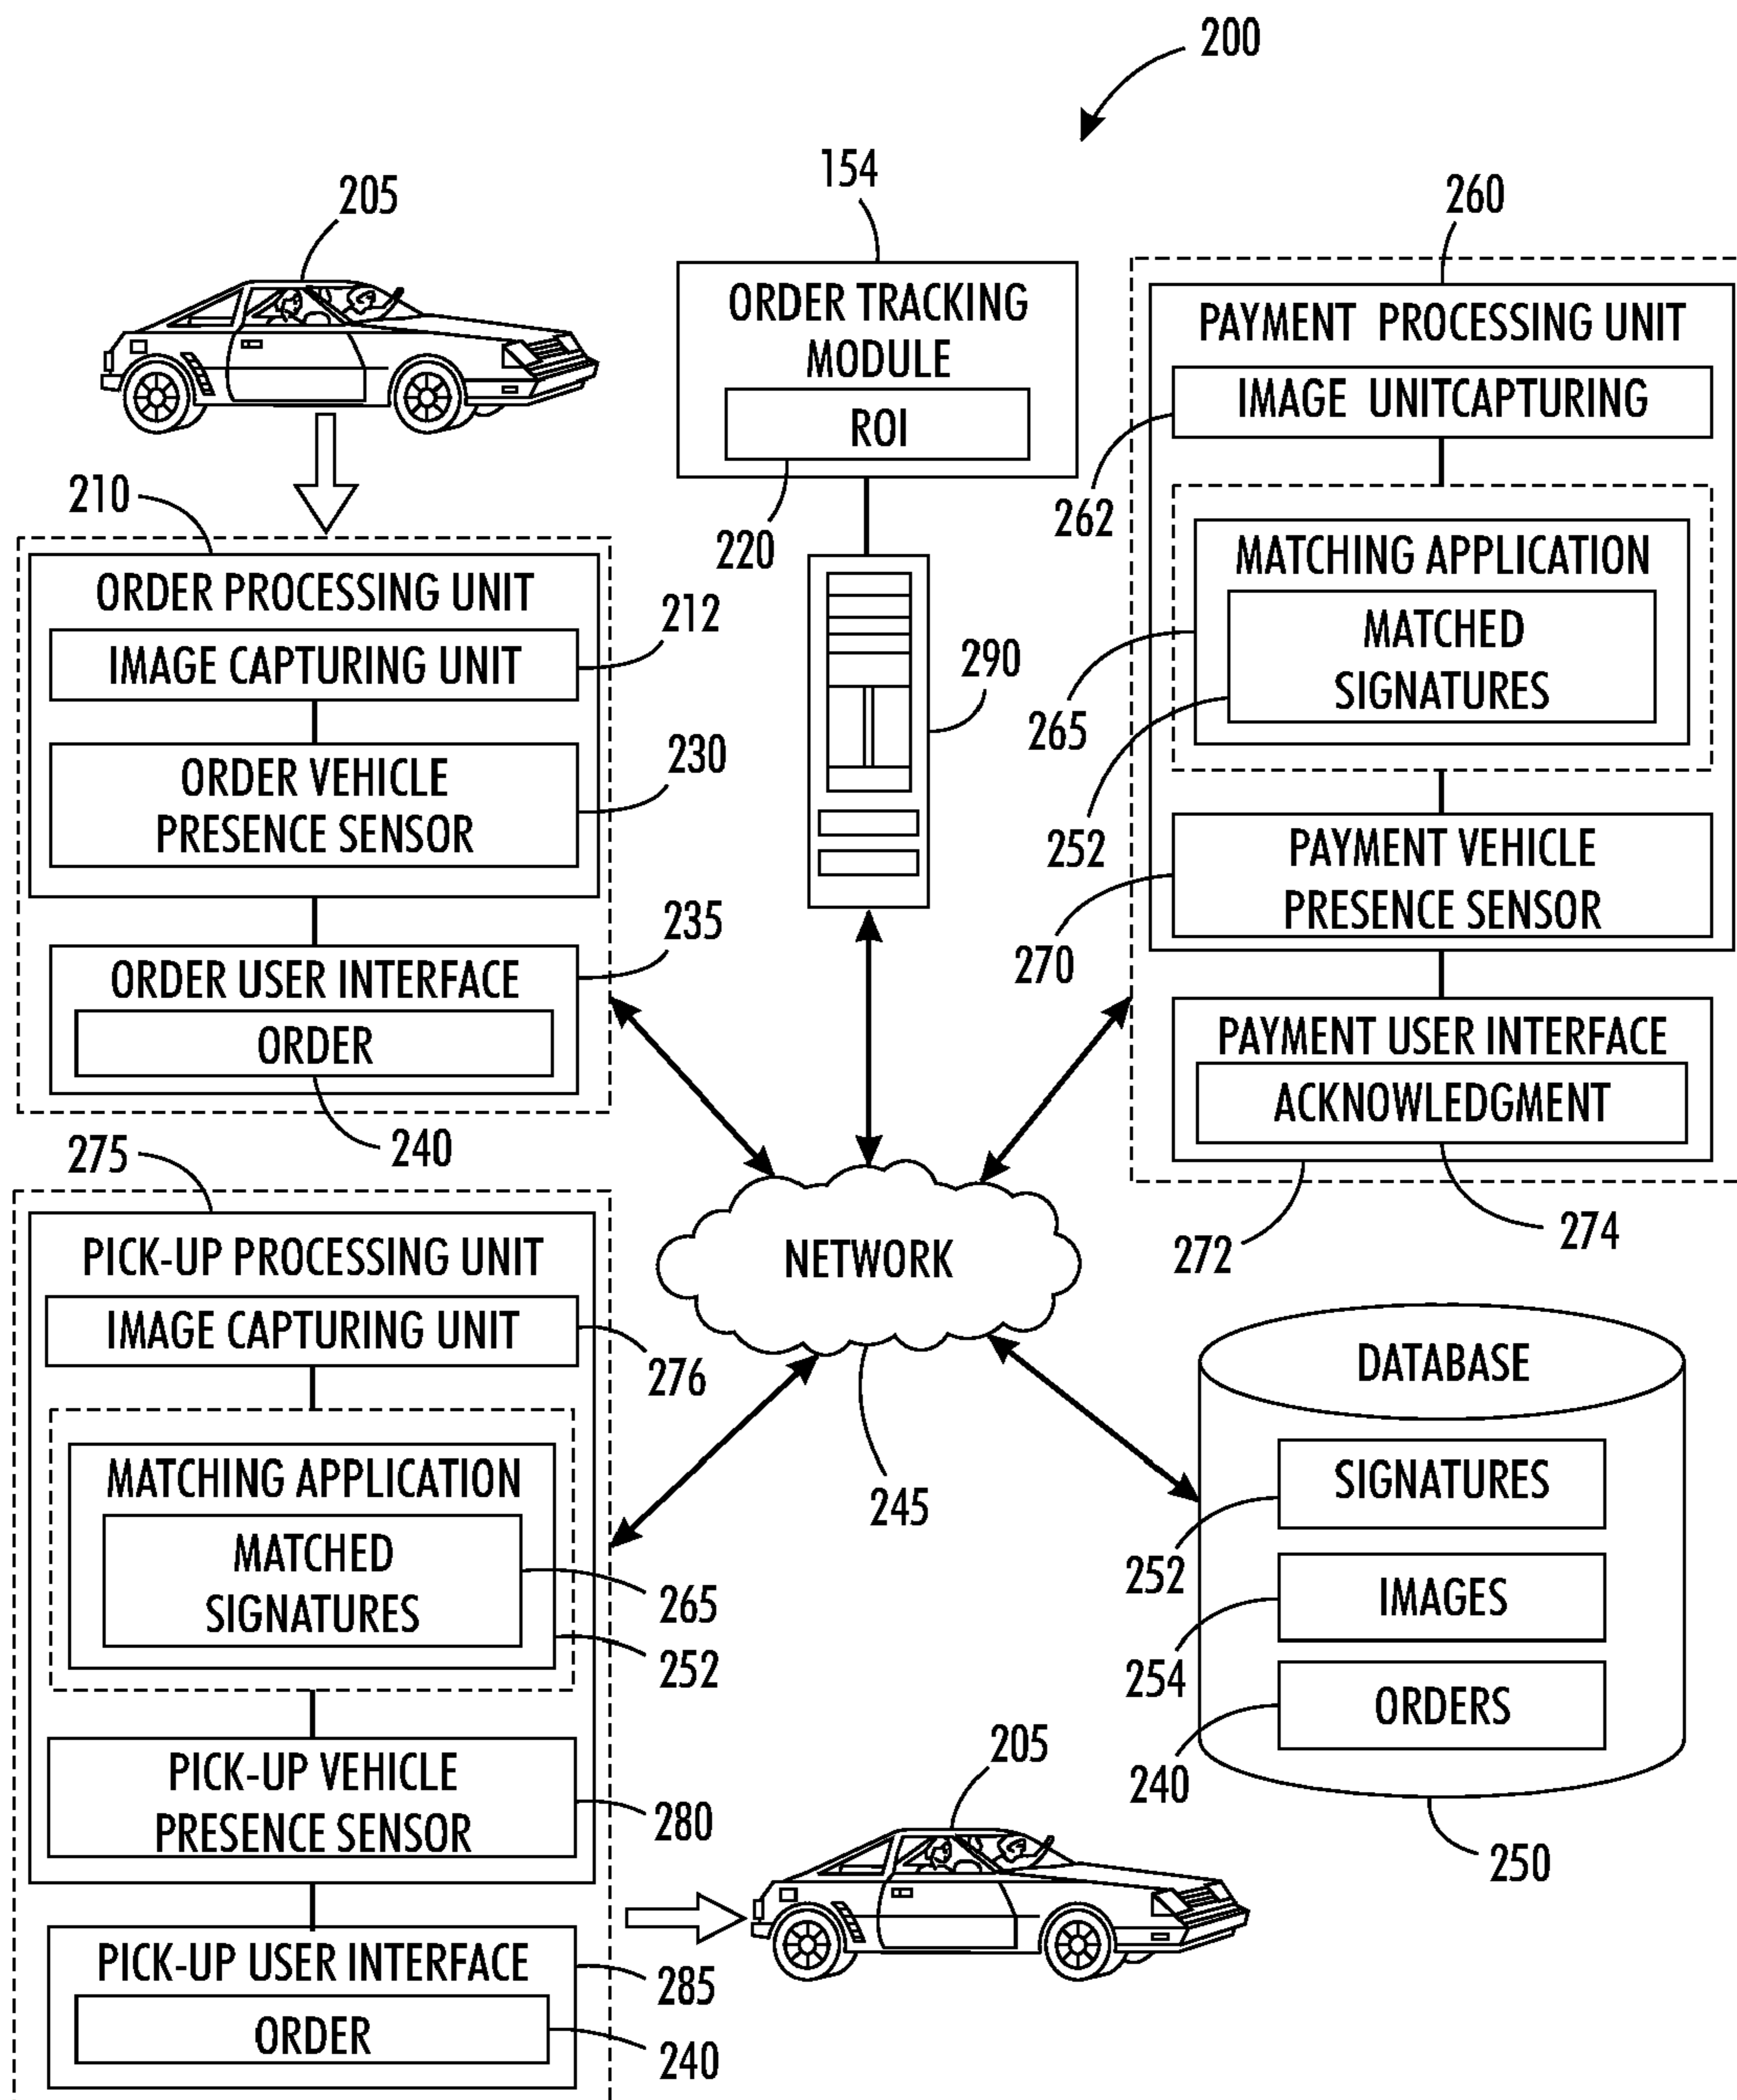 200
205
154
ORDER TRACKING
MODULE
ROI
220
290
260
PAYMENT PROCESSING UNIT
IMAGE UNITCAPTURING
262
MATCHING APPLICATION
MATCHED
SIGNATURES
265
252
PAYMENT VEHICLE
PRESENCE SENSOR
270
PAYMENT USER INTERFACE
ACKNOWLEDGMENT
272
274
210
ORDER PROCESSING UNIT
IMAGE CAPTURING UNIT
212
ORDER VEHICLE
PRESENCE SENSOR
230
235
ORDER USER INTERFACE
ORDER
240
NETWORK
245
275
PICK-UP PROCESSING UNIT
IMAGE CAPTURING UNIT
276
MATCHING APPLICATION
MATCHED
SIGNATURES
265
252
PICK-UP VEHICLE
PRESENCE SENSOR
280
PICK-UP USER INTERFACE
285
ORDER
240
DATABASE
SIGNATURES
252
IMAGES
254
ORDERS
240
250
205